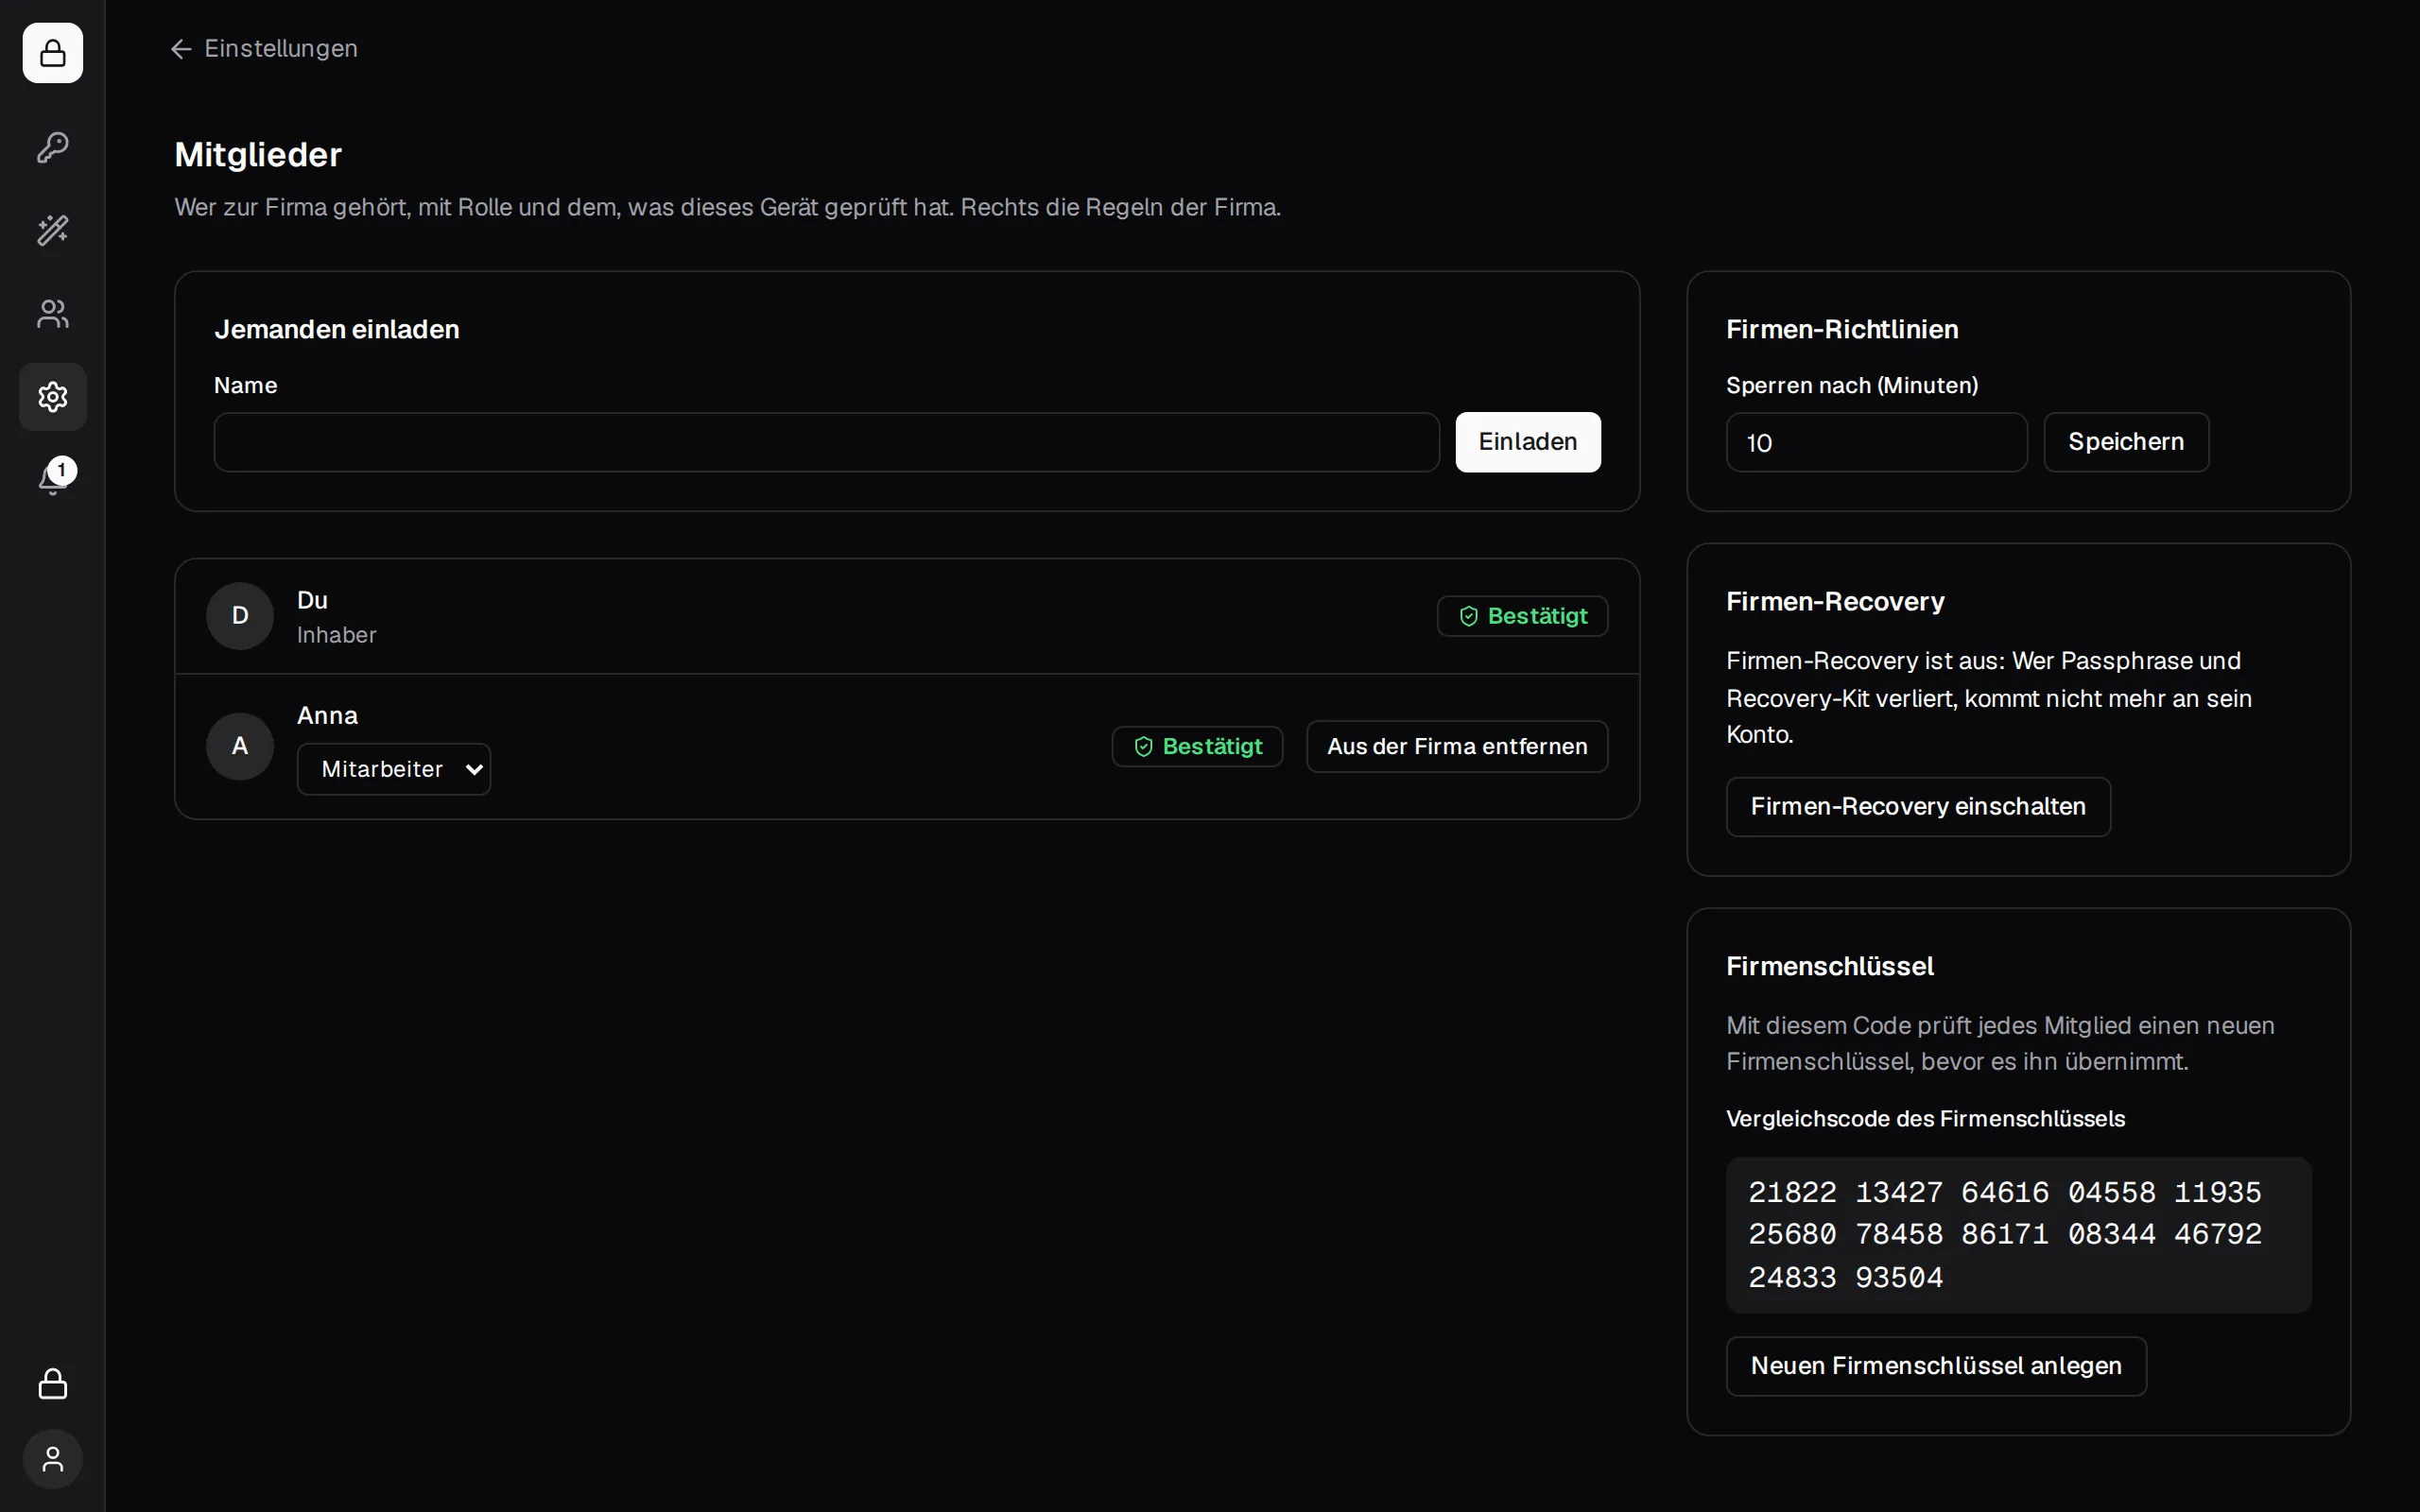 Einstellungen
Mitglieder
Wer zur Firma gehört, mit Rolle und dem, was dieses Gerät geprüft hat. Rechts die Regeln der Firma.
Jemanden einladen
Name
Einladen
1
D
Du
Inhaber
Bestätigt
A
Anna
Mitarbeiter
Bestätigt
Aus der Firma entfernen
Firmen-Richtlinien
Sperren nach (Minuten)
10
Speichern
Firmen-Recovery
Firmen-Recovery ist aus: Wer Passphrase und
Recovery-Kit verliert, kommt nicht mehr an sein
Konto.
Firmen-Recovery einschalten
Firmenschlüssel
Mit diesem Code prüft jedes Mitglied einen neuen
Firmenschlüssel, bevor es ihn übernimmt.
Vergleichscode des Firmenschlüssels
21822 13427 64616 04558 11935
25680 78458 86171 08344 46792
24833 93504
Neuen Firmenschlüssel anlegen